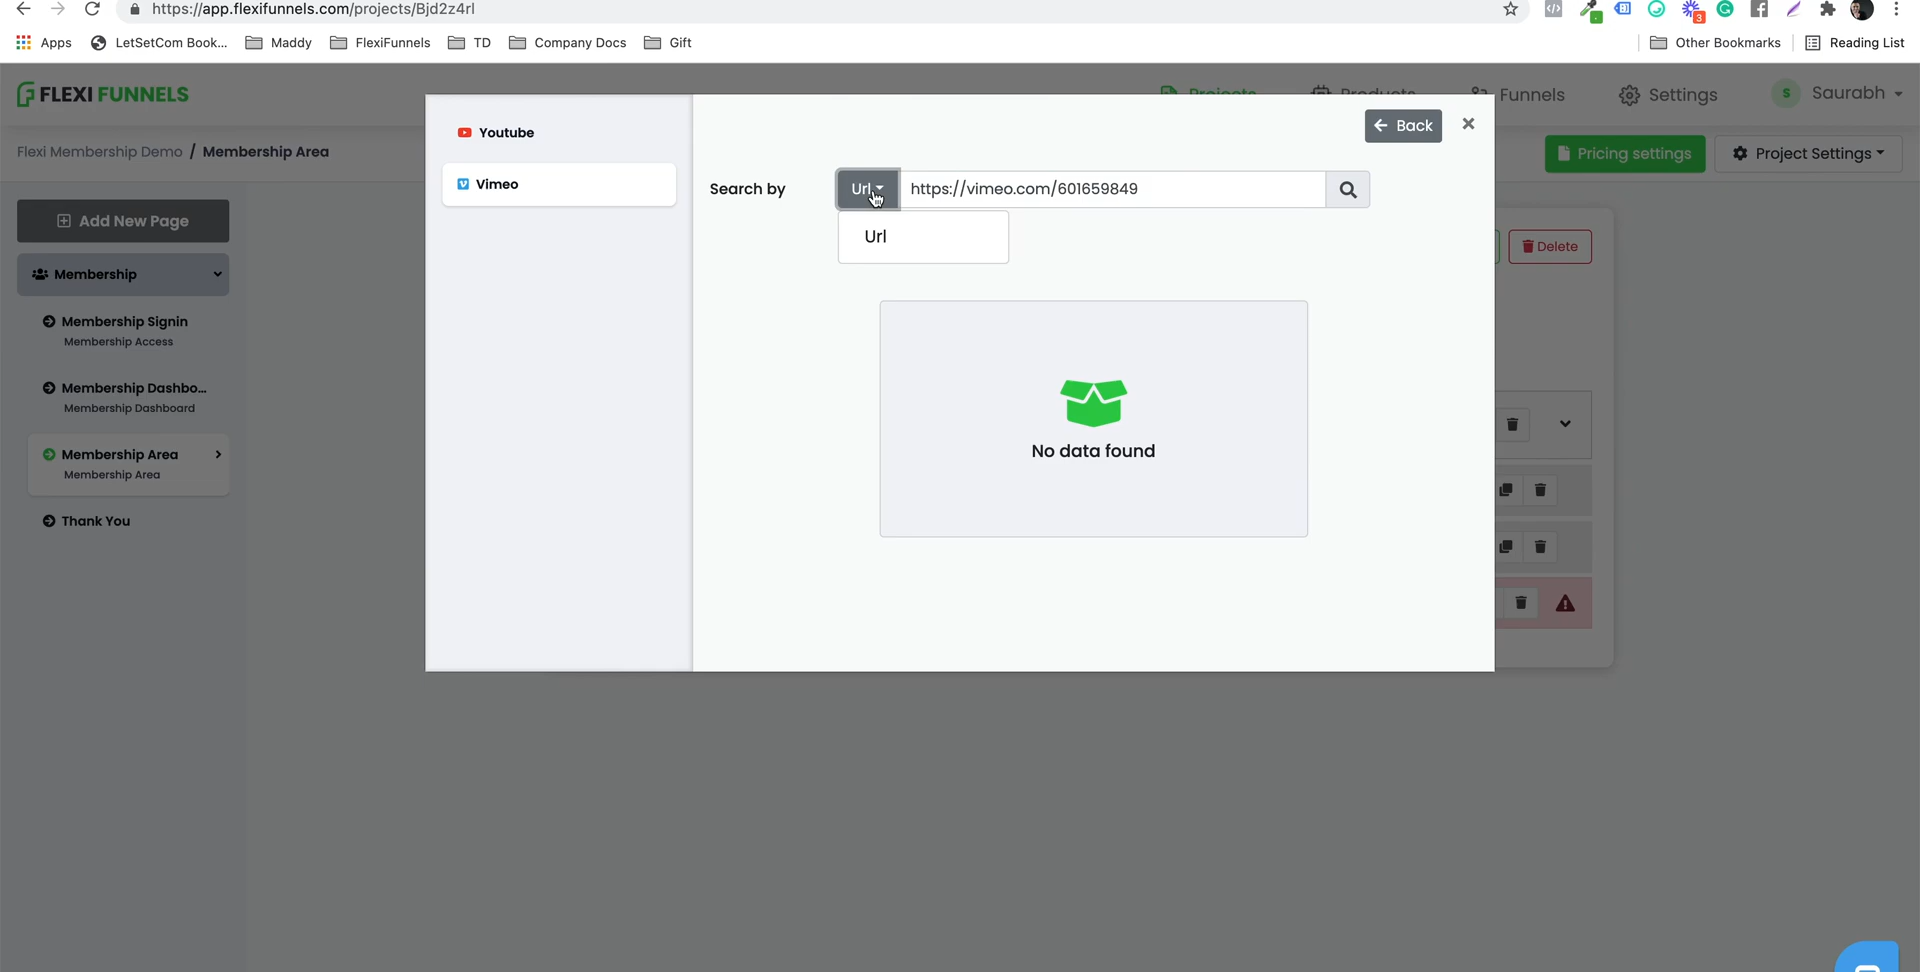 https://app.flexifunnels.com/projects/Bjd2z4rl
3
Apps
LetSetCom Book...
Maddy
FlexiFunnels
TD
Company Docs
Gift
Other Bookmarks
Reading List
FLEXI FUNNELS
Projects
Products
Funnels
Settings
S
Saurabh
Flexi Membership Demo / Membership Area
Pricing settings
Project Settings
Add New Page
Membership
Membership Signin
Membership Access
Membership Dashbo...
Membership Dashboard
Membership Area
Membership Area
Thank You
Youtube
Vimeo
Back
Search by
Url
https://vimeo.com/601659849
Url
No data found
Delete